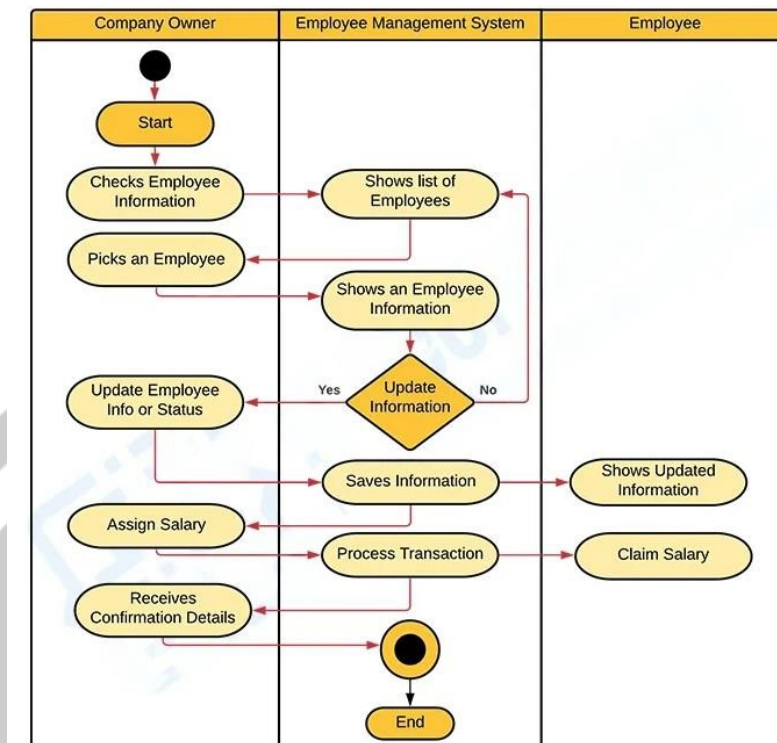 Company Owner
Employee Management System
Employee
Start
Checks Employee
Information
Shows list of
Employees
Picks an Employee
Shows an Employee
Information
Update Employee
Info or Status
Yes
Update
Information
No
Saves Information
Shows Updated
Information
Assign Salary
Process Transaction
Claim Salary
Receives
Confirmation Details
End